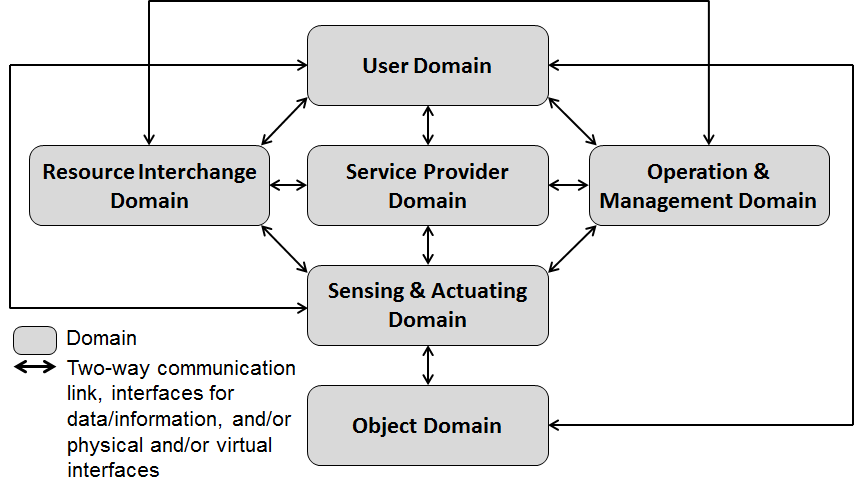 User Domain
Resource Interchange
Domain
Service Provider
Domain
Operation &
Management Domain
Sensing & Actuating
Domain
Object Domain
Domain
Two-way communication
link, interfaces for
data/information, and/or
physical and/or virtual
interfaces